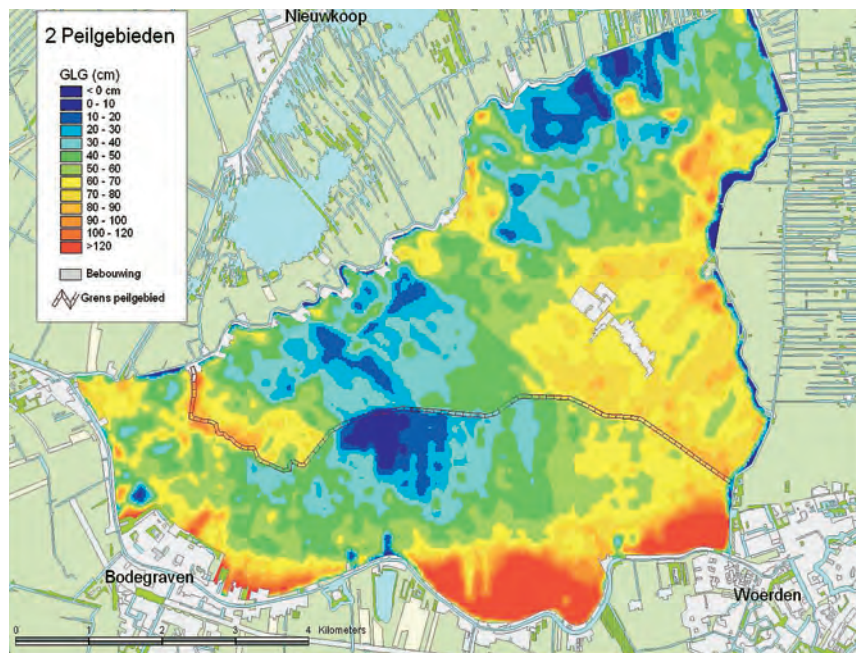 Nieuwkoop
2 Peilgebieden
GLG (cm)
< 0 cm
0 - 10
10 - 20
20 - 30
30 - 40
40 - 50
50 - 60
60 - 70
70 - 80
80 - 90
90 - 100
100 - 120
>120
Bebouwing
Grens peilgebied
Bodegraven
Woerden
0 1 2 3 4 Kilometers